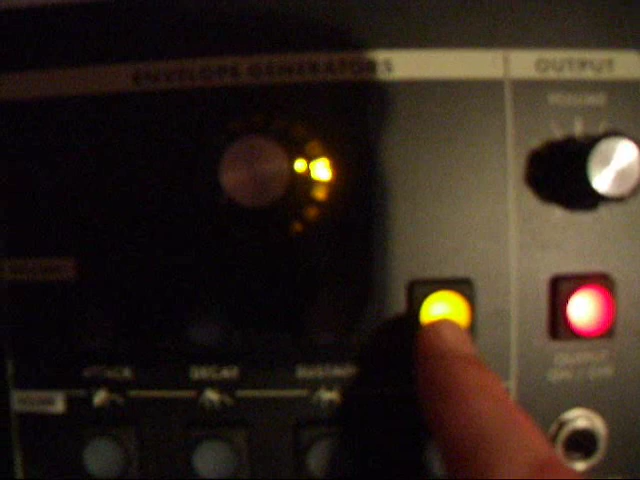 ENVELOPE GENERATORS
OUTPUT
VOLUME
ATTACK
DECAY
SUSTAIN
OUTPUT
ON / OFF